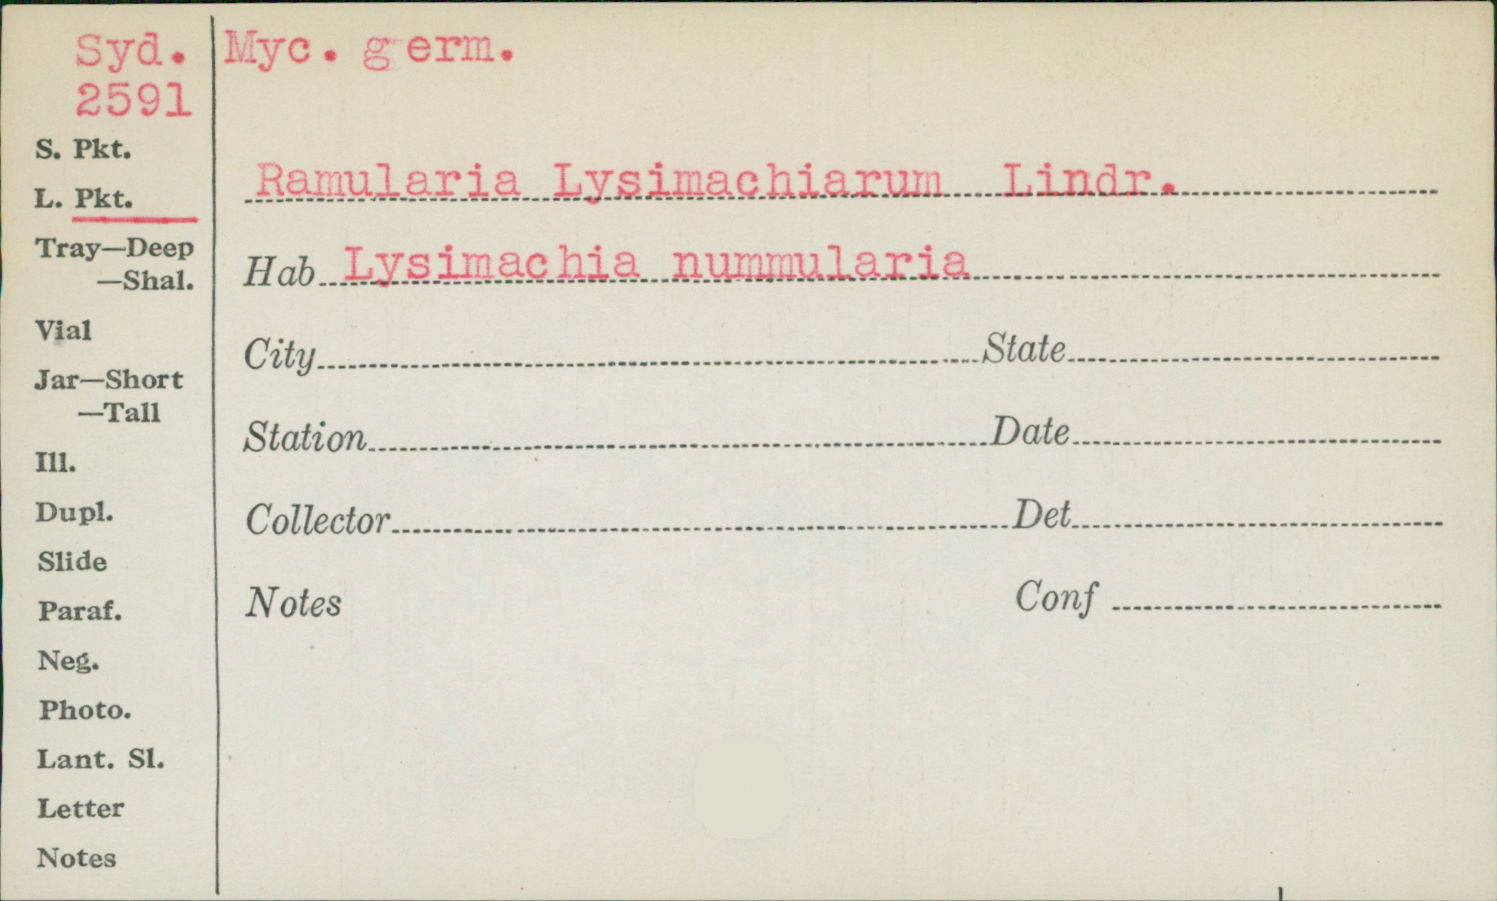 Syd. Myc. germ.
2591
S. Pkt.
L. Pkt.
Tray—Deep
—Shal.
Vial
Jar—Short
—Tall
Ill.
Dupl.
Slide
Paraf.
Neg.
Photo.
Lant. Sl.
Letter
Notes
Ramularia Lysimachiarum Lindr.
Hab Lysimachia nummularia
City State
Station Date
Collector Det
Notes Conf